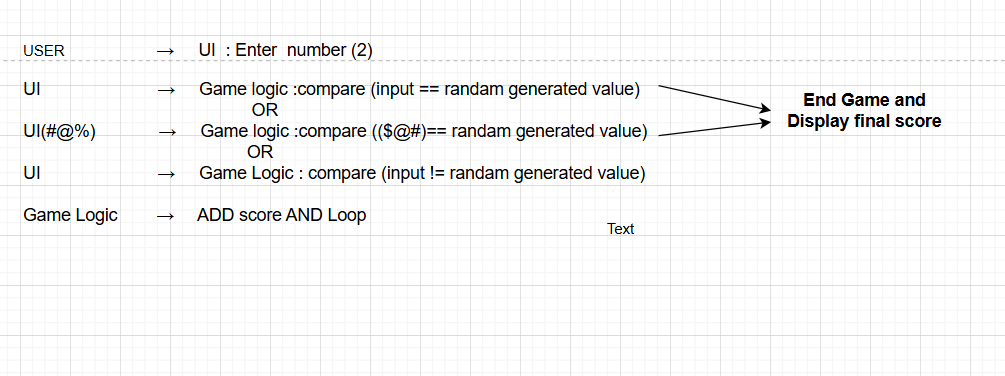 USER → UI : Enter number (2)
UI → Game logic :compare (input == randam generated value)
OR
UI(#@%) → Game logic :compare (($@#)== randam generated value)
OR
UI → Game Logic : compare (input != randam generated value)
Game Logic → ADD score AND Loop
End Game and
Display final score
Text